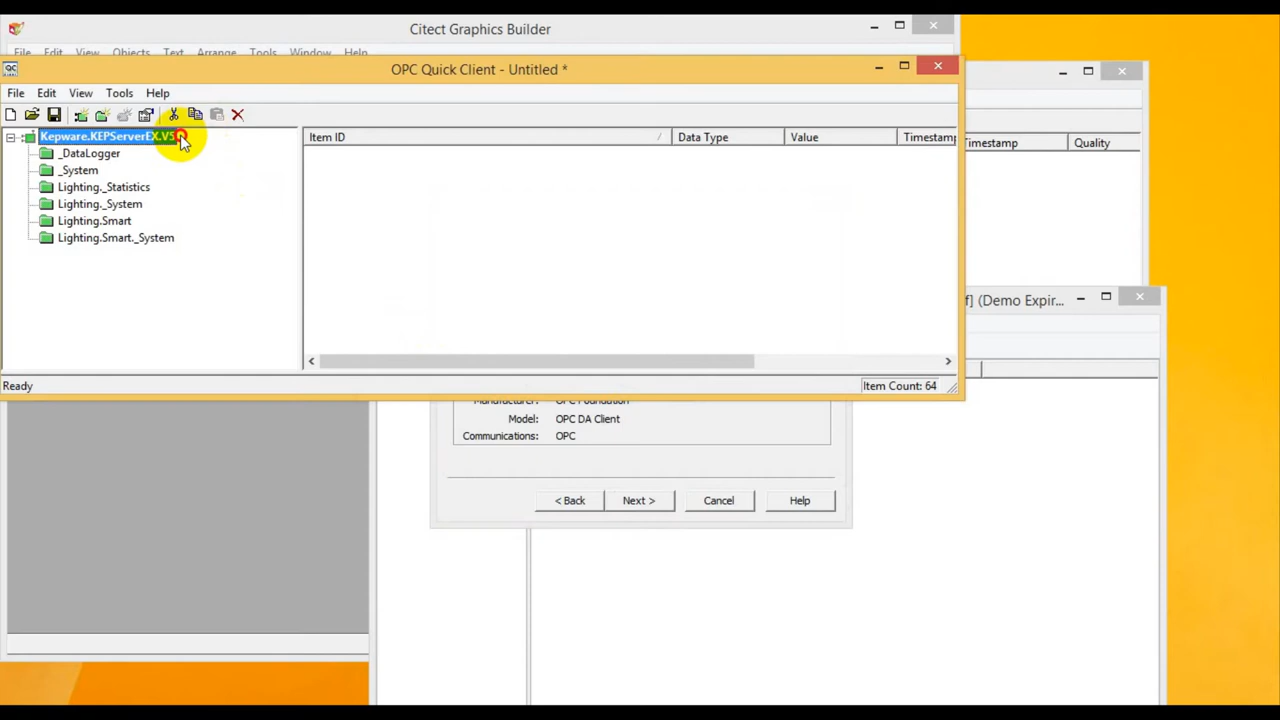 Citect Graphics Builder
File Edit View Objects Text Arrange Tools Window Help
OPC Quick Client - Untitled *
File Edit View Tools Help
Kepware.KEPServerEX.V5
_DataLogger
_System
Lighting._Statistics
Lighting._System
Lighting.Smart
Lighting.Smart._System
Item ID Data Type Value Timestamp
Timestamp Quality
f] (Demo Expir...
Ready
Item Count: 64
Manufacturer: OPC Foundation
Model: OPC DA Client
Communications: OPC
< Back Next > Cancel Help